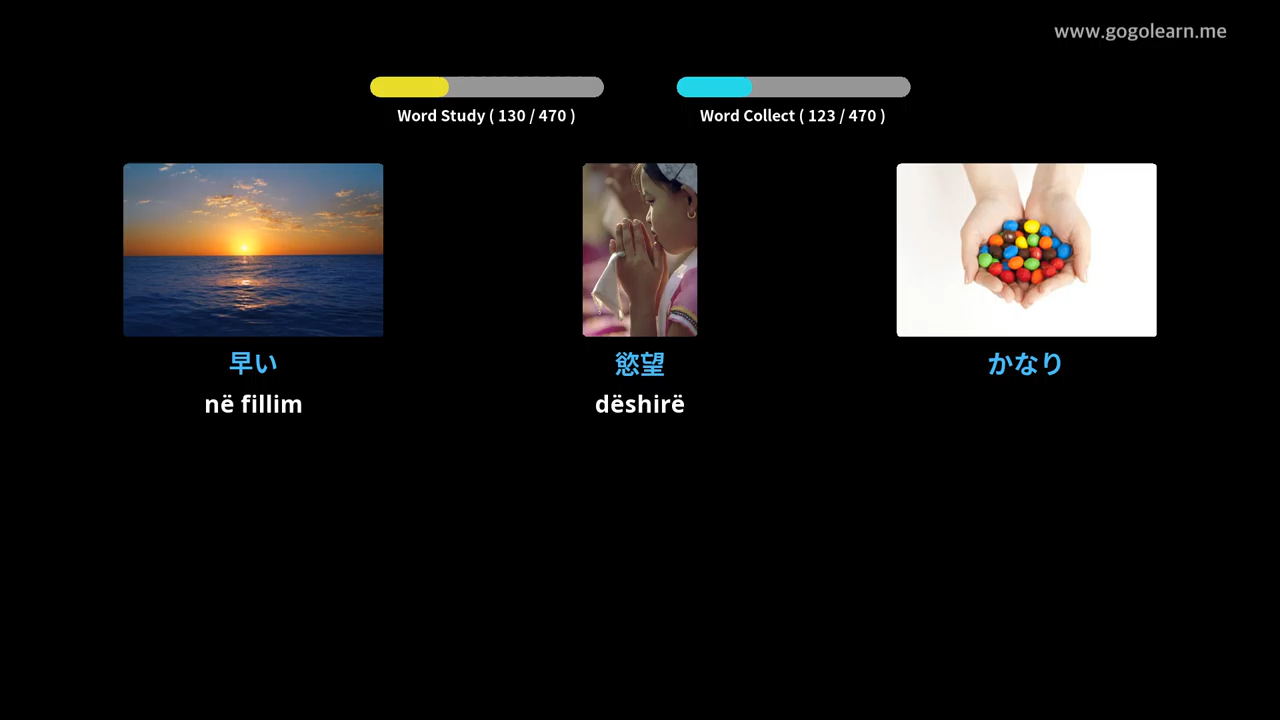 www.gogolearn.me
Word Study ( 130 / 470 )
Word Collect ( 123 / 470 )
早い
慾望
かなり
në fillim
dëshirë